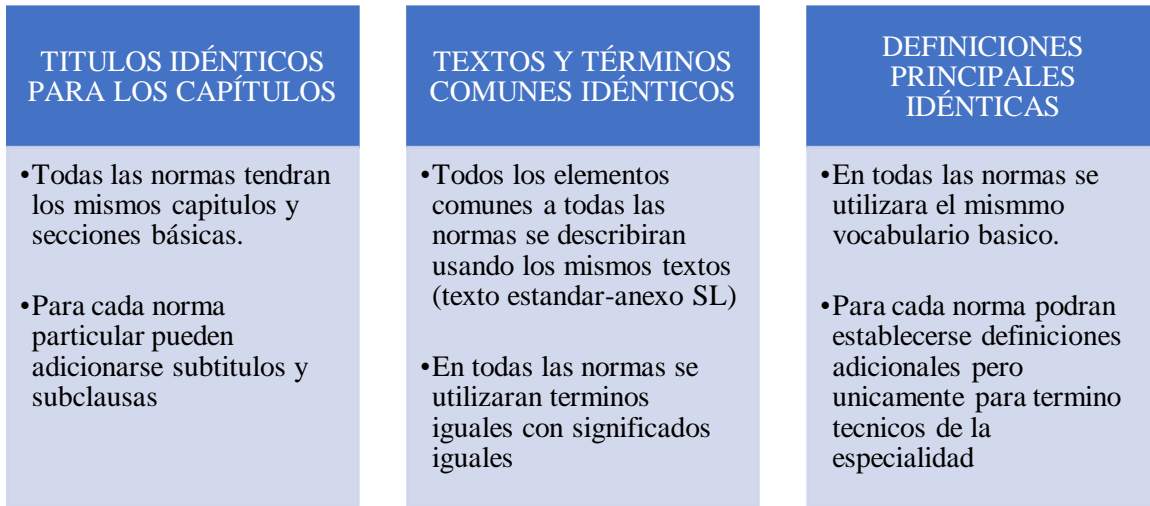 TITULOS IDÉNTICOS
PARA LOS CAPÍTULOS
•Todas las normas tendran
los mismos capitulos y
secciones básicas.
•Para cada norma
particular pueden
adicionarse subtitulos y
subclausas
TEXTOS Y TÉRMINOS
COMUNES IDÉNTICOS
•Todos los elementos
comunes a todas las
normas se describiran
usando los mismos textos
(texto estandar-anexo SL)
•En todas las normas se
utilizaran terminos
iguales con significados
iguales
DEFINICIONES
PRINCIPALES
IDÉNTICAS
•En todas las normas se
utilizara el mismmo
vocabulario basico.
•Para cada norma podran
establecerse definiciones
adicionales pero
unicamente para termino
tecnicos de la
especialidad